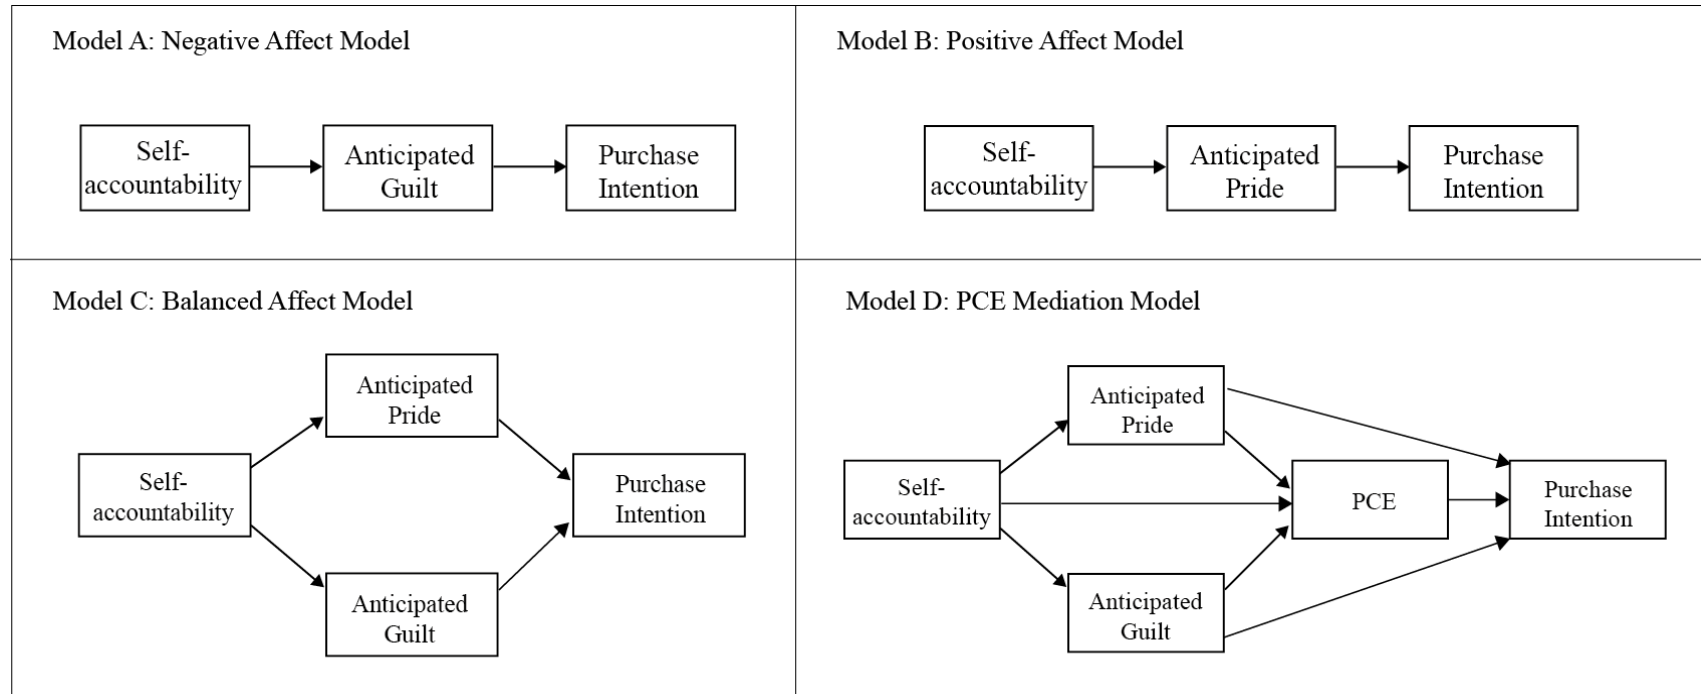 Model A: Negative Affect Model
Self-
accountability
Anticipated
Guilt
Purchase
Intention
Model B: Positive Affect Model
Self-
accountability
Anticipated
Pride
Purchase
Intention
Model C: Balanced Affect Model
Anticipated
Pride
Self-
accountability
Purchase
Intention
Anticipated
Guilt
Model D: PCE Mediation Model
Anticipated
Pride
Self-
accountability
PCE
Purchase
Intention
Anticipated
Guilt